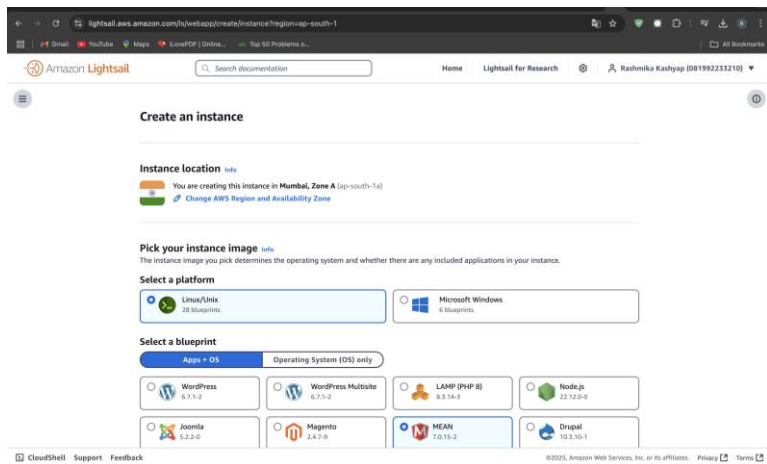 lightsail.aws.amazon.com/ls/webapp/create/instance?region=ap-south-1
Gmail YouTube Maps iLovePDF | Online... Top 50 Problems o... All Bookmarks
Amazon Lightsail Search documentation Home Lightsail for Research Rashmika Kashyap (081992233210)
Create an instance
Instance location Info
You are creating this instance in Mumbai, Zone A (ap-south-1a)
Change AWS Region and Availability Zone
Pick your instance image Info
The instance image you pick determines the operating system and whether there are any included applications in your instance.
Select a platform
Linux/Unix
28 blueprints
Microsoft Windows
6 blueprints
Select a blueprint
Apps + OS Operating System (OS) only
WordPress
6.7.1-2
WordPress Multisite
6.7.1-2
LAMP (PHP 8)
8.3.14-3
Node.js
22.12.0-0
Joomla
5.2.2-0
Magento
2.4.7-9
MEAN
7.0.15-2
Drupal
10.3.10-1
CloudShell Support Feedback ©2025, Amazon Web Services, Inc. or its affiliates. Privacy Terms